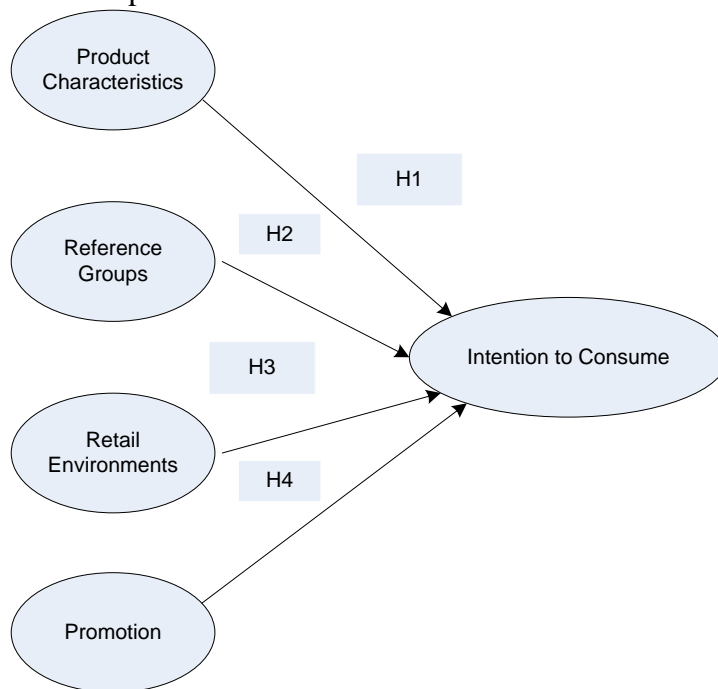 Product
Characteristics
H1
H2
Reference
Groups
Intention to Consume
H3
Retail
Environments
H4
Promotion